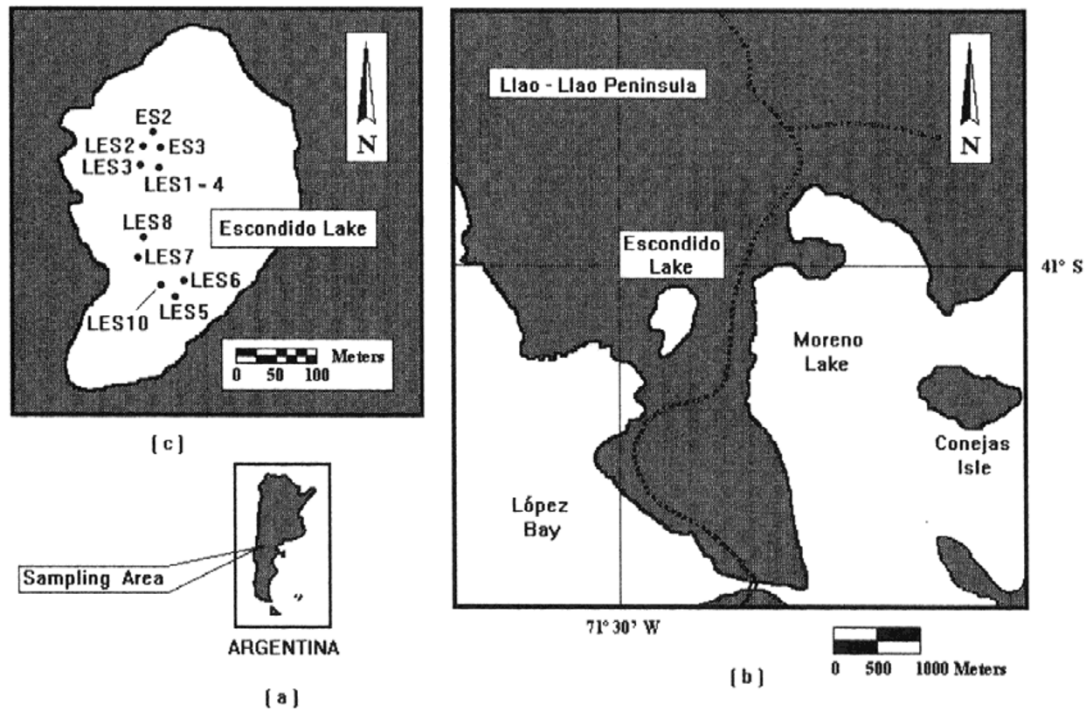 ES2
LES2
ES3
LES3
LES1 - 4
LES8
Escondido Lake
LES7
LES6
LES10
LES5
Meters
0 50 100
N
( c )
Sampling Area
ARGENTINA
( a )
Llao - Llao Peninsula
N
Escondido
Lake
41° S
Moreno
Lake
Conejas
Isle
López
Bay
71° 30' W
0 500 1000 Meters
( b )